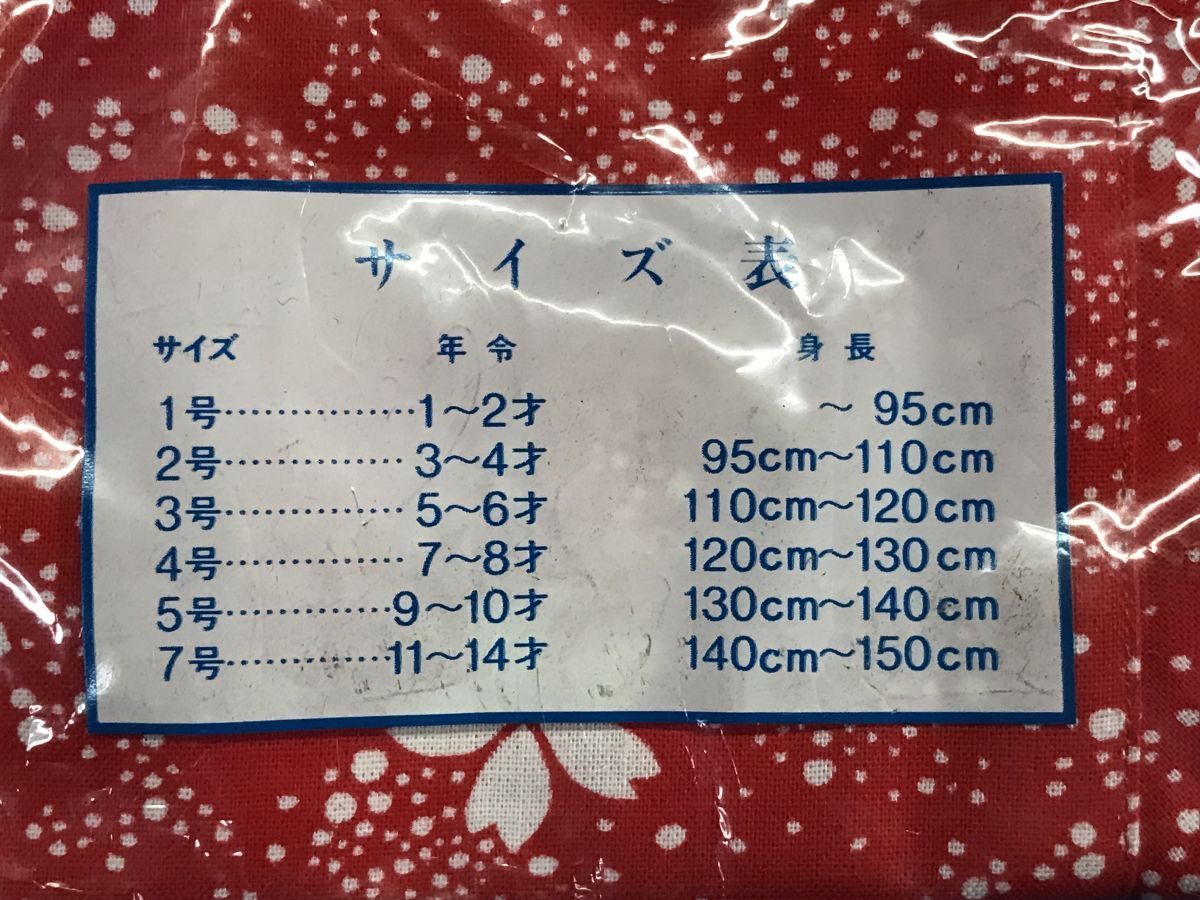 サイズ表
サイズ 年令 身長
1号……………1〜2才 〜 95cm
2号……………3〜4才 95cm〜110cm
3号……………5〜6才 110cm〜120cm
4号……………7〜8才 120cm〜130cm
5号……………9〜10才 130cm〜140cm
7号……………11〜14才 140cm〜150cm